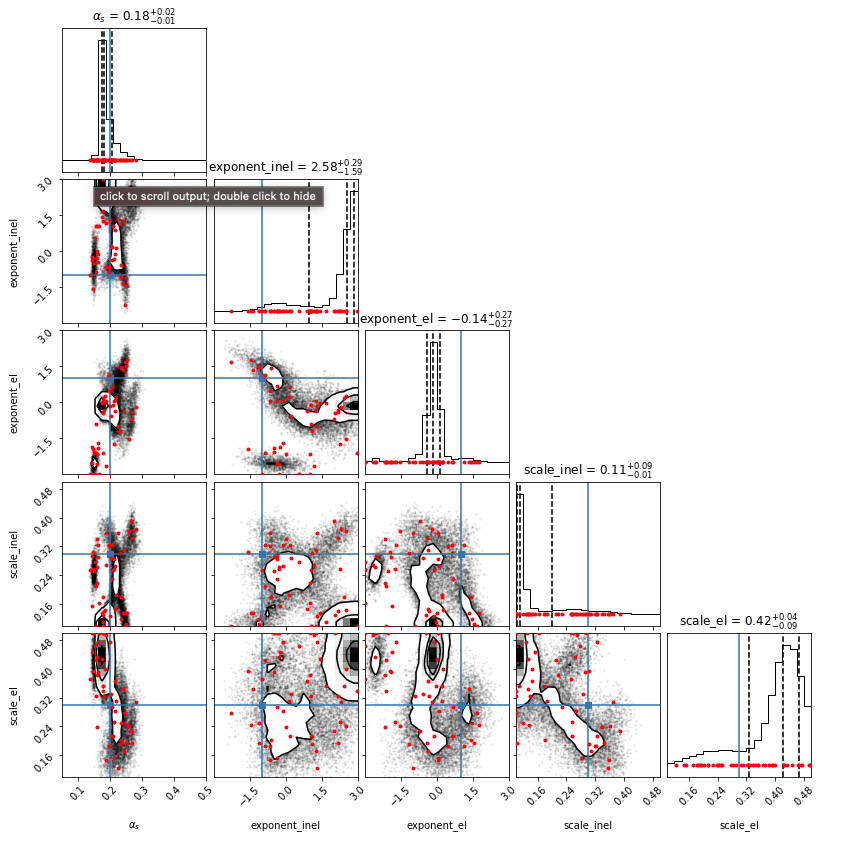 α_s = 0.18^{+0.02}_{−0.01}
exponent_inel = 2.58^{+0.29}_{−1.59}
3.0
click to scroll output; double click to hide
1.5
0.0
−1.5
exponent_inel
exponent_el = −0.14^{+0.27}_{−0.27}
3.0
1.5
0.0
−1.5
exponent_el
scale_inel = 0.11^{+0.09}_{−0.01}
0.48
0.40
0.32
0.24
0.16
scale_inel
scale_el = 0.42^{+0.04}_{−0.09}
0.48
0.40
0.32
0.24
0.16
scale_el
0.1 0.2 0.3 0.4 0.5 −1.5 0.0 1.5 3.0 −1.5 0.0 1.5 3.0 0.16 0.24 0.32 0.40 0.48 0.16 0.24 0.32 0.40 0.48
α_s exponent_inel exponent_el scale_inel scale_el